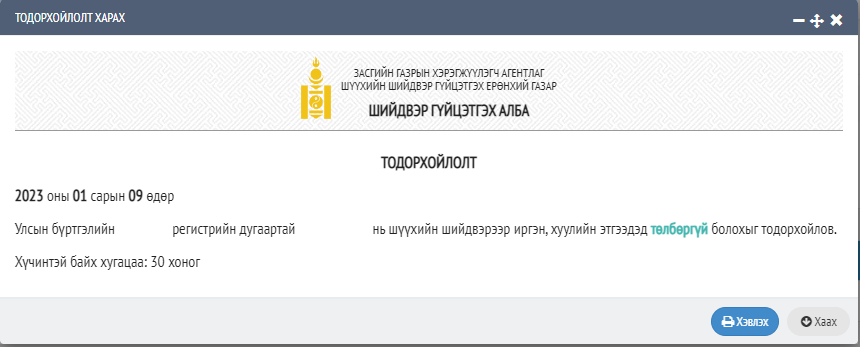 ТОДОРХОЙЛОЛТ ХАРАХ
ЗАСГИЙН ГАЗРЫН ХЭРЭГЖҮҮЛЭГЧ АГЕНТЛАГ
ШҮҮХИЙН ШИЙДВЭР ГҮЙЦЭТГЭХ ЕРӨНХИЙ ГАЗАР
ШИЙДВЭР ГҮЙЦЭТГЭХ АЛБА
ТОДОРХОЙЛОЛТ
2023 оны 01 сарын 09 өдөр
Улсын бүртгэлийн регистрийн дугаартай нь шүүхийн шийдвэрээр иргэн, хуулийн этгээдэд төлбөргүй болохыг тодорхойлов.
Хүчинтэй байх хугацаа: 30 хоног
Хэвлэх Хаах